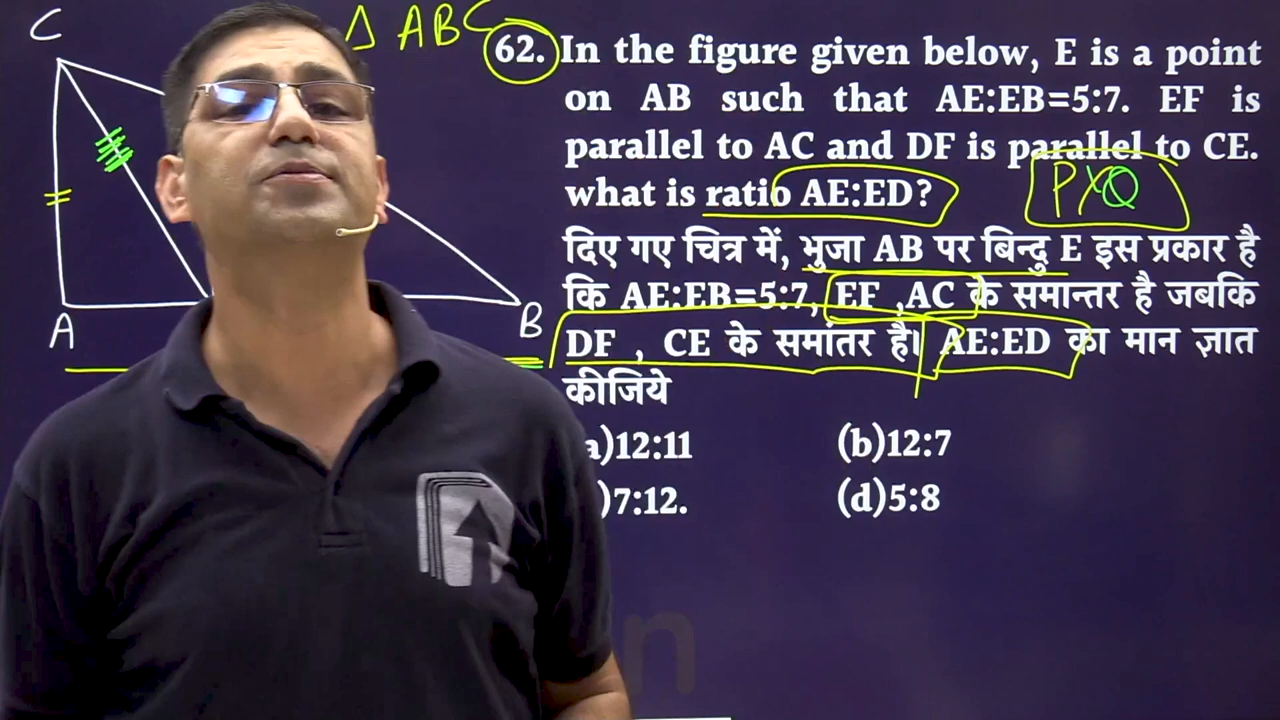 C
Δ ABC
A
B
62. In the figure given below, E is a point
on AB such that AE:EB=5:7. EF is
parallel to AC and DF is parallel to CE.
what is ratio AE:ED?
PYQ
दिए गए चित्र में, भुजा AB पर बिन्दु E इस प्रकार है
कि AE:EB=5:7, EF ,AC के समान्तर है जबकि
DF , CE के समांतर है। AE:ED का मान ज्ञात
कीजिये
a)12:11 (b)12:7
)7:12. (d)5:8
n